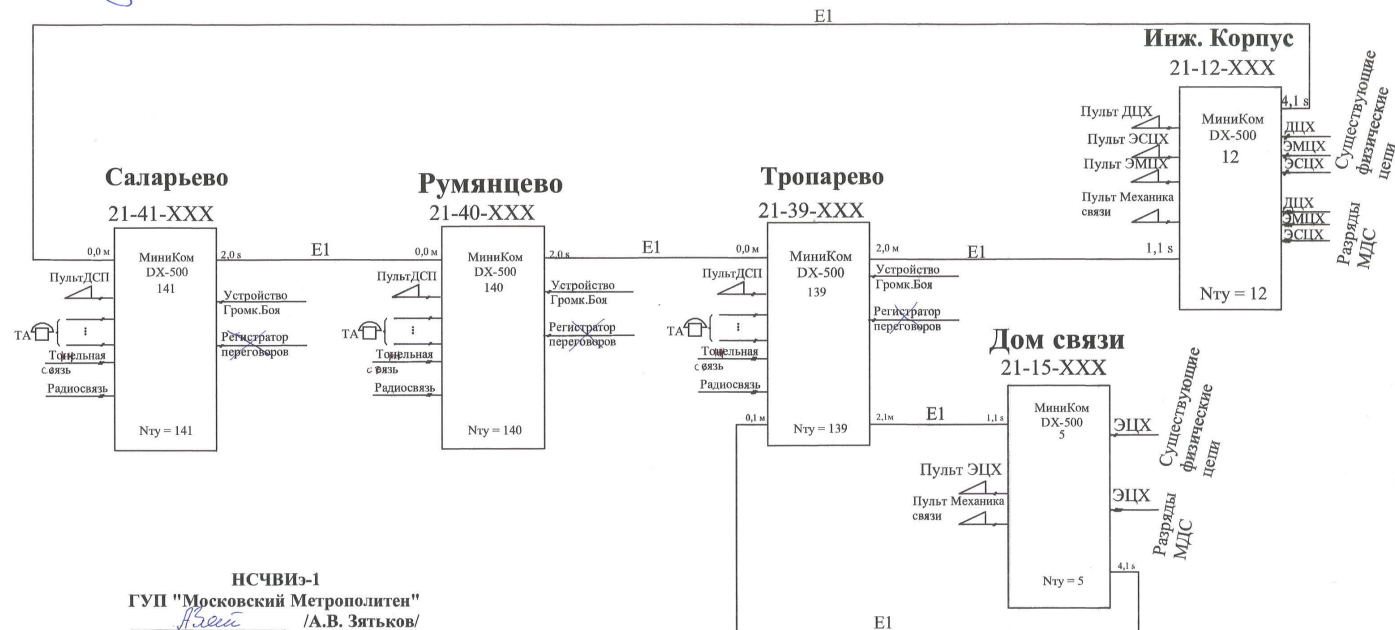 E1
Инж. Корпус
21-12-XXX
4,1 s
Пульт ДЦХ
Пульт ЭСЦХ
Пульт ЭМЦХ
Пульт Механика
связи
1,1 s
МиниКом
DX-500
12
Nту = 12
ДЦХ
ЭМЦХ
ЭСЦХ
Существующие
физические
цепи
ДЦХ
ЭМЦХ
ЭСЦХ
Разряды
МДС
Саларьево
21-41-XXX
0,0 м
ПультДСП
ТА
Тонельная
связь
Радиосвязь
МиниКом
DX-500
141
Nту = 141
2,0 s
Устройство
Громк.Боя
Регистратор
переговоров
E1
Румянцево
21-40-XXX
0,0 м
ПультДСП
ТА
Тонельная
связь
Радиосвязь
МиниКом
DX-500
140
Nту = 140
2,0 s
Устройство
Громк.Боя
Регистратор
переговоров
E1
Тропарево
21-39-XXX
0,0 м
ПультДСП
ТА
Тонельная
связь
Радиосвязь
0,1 м
МиниКом
DX-500
139
Nту = 139
2,0 м
Устройство
Громк.Боя
Регистратор
переговоров
2,1м
E1
E1
Дом связи
21-15-XXX
1,1 s
Пульт ЭЦХ
Пульт Механика
связи
МиниКом
DX-500
5
Nту = 5
ЭЦХ
Существующие
физические
цепи
ЭЦХ
Разряды
МДС
4,1 s
E1
НСЧВИэ-1
ГУП "Московский Метрополитен"
/А.В. Зятьков/